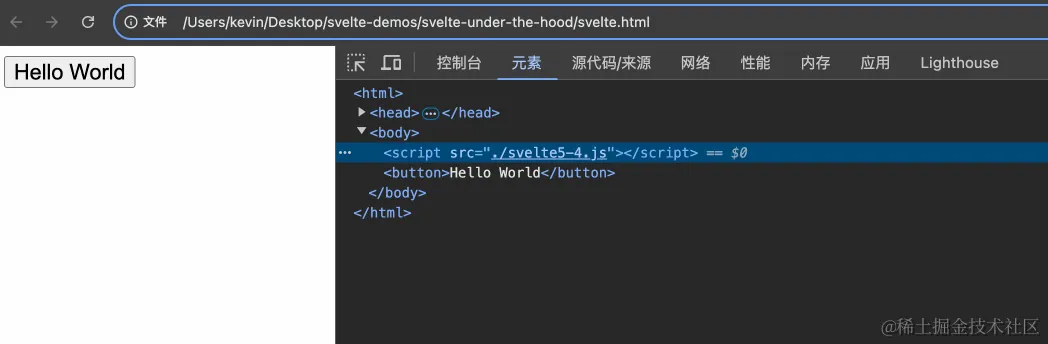 文件 /Users/kevin/Desktop/svelte-demos/svelte-under-the-hood/svelte.html
Hello World
控制台 元素 源代码/来源 网络 性能 内存 应用 Lighthouse
<html>
<head>…</head>
<body>
<script src="./svelte5-4.js"></script> == $0
<button>Hello World</button>
</body>
</html>
@稀土掘金技术社区